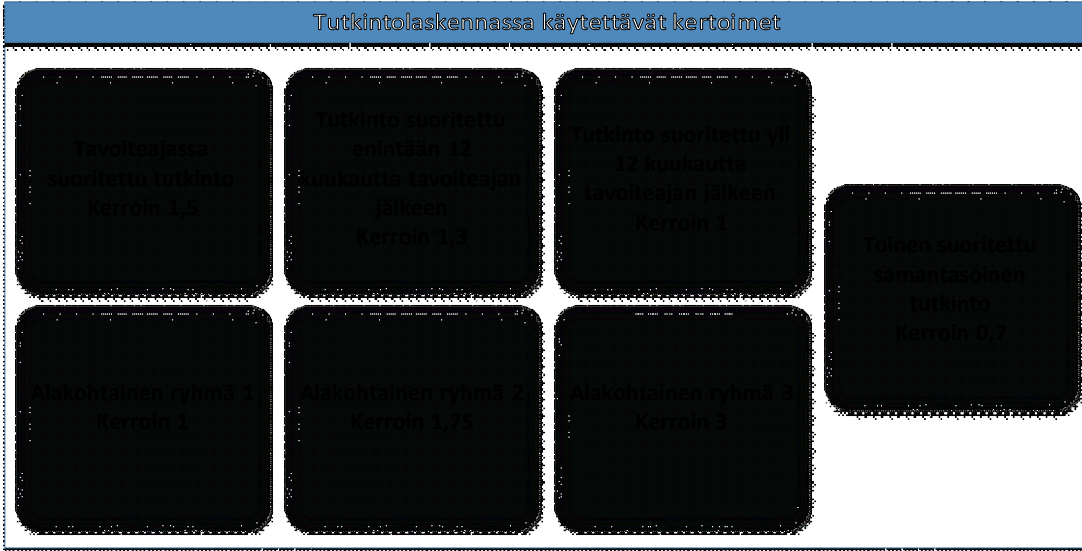 Tutkintolaskennassa käytettävät kertoimet
Tavoiteajassa
suoritettu tutkinto
Kerroin 1,5
Tutkinto suoritettu
enintään 12
kuukautta tavoiteajan
jälkeen
Kerroin 1,3
Tutkinto suoritettu yli
12 kuukautta
tavoiteajan jälkeen
Kerroin 1
Toinen suoritettu
samantasoinen
tutkinto
Kerroin 0,7
Alakohtainen ryhmä 1
Kerroin 1
Alakohtainen ryhmä 2
Kerroin 1,75
Alakohtainen ryhmä 3
Kerroin 3